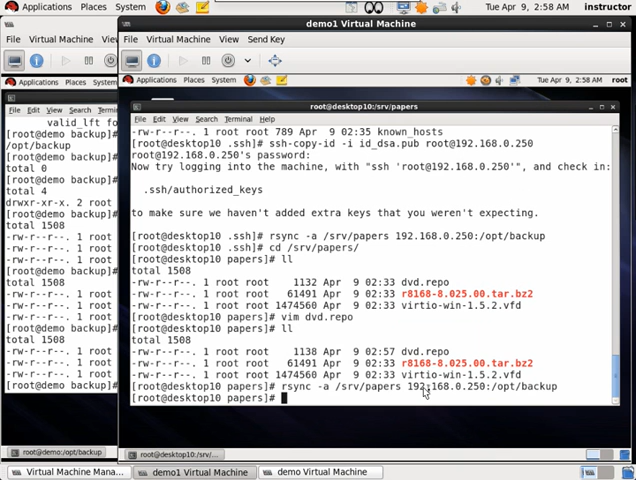 Applications Places System
Tue Apr 9, 2:58 AM instructor
demo1 Virtual Machine
File Virtual Machine
File Virtual Machine View Send Key
Applications Places System
Applications Places System
Tue Apr 9, 2:58 AM root
File Edit View Search Terminal
valid_lft fo
[root@demo backup]#
/opt/backup
[root@demo backup]#
total 0
[root@demo backup]#
total 4
drwxr-xr-x. 2 root
[root@demo backup]#
total 1508
-rw-r--r--. 1 root
-rw-r--r--. 1 root
-rw-r--r--. 1 root
[root@demo backup]#
total 1508
-rw-r--r--. 1 root
-rw-r--r--. 1 root
-rw-r--r--. 1 root
[root@demo backup]#
root@demo:/opt/backup
root@desktop10:/srv/papers
File Edit View Search Terminal Help
-rw-r--r--. 1 root root 789 Apr 9 02:35 known_hosts
[root@desktop10 .ssh]# ssh-copy-id -i id_dsa.pub root@192.168.0.250
root@192.168.0.250's password:
Now try logging into the machine, with "ssh 'root@192.168.0.250'", and check in:
.ssh/authorized_keys
to make sure we haven't added extra keys that you weren't expecting.
[root@desktop10 .ssh]# rsync -a /srv/papers 192.168.0.250:/opt/backup
[root@desktop10 .ssh]# cd /srv/papers/
[root@desktop10 papers]# ll
total 1508
-rw-r--r--. 1 root root 1132 Apr 9 02:33 dvd.repo
-rw-r--r--. 1 root root 61491 Apr 9 02:33 r8168-8.025.00.tar.bz2
-rw-r--r--. 1 root root 1474560 Apr 9 02:33 virtio-win-1.5.2.vfd
[root@desktop10 papers]# vim dvd.repo
[root@desktop10 papers]# ll
total 1508
-rw-r--r--. 1 root root 1138 Apr 9 02:57 dvd.repo
-rw-r--r--. 1 root root 61491 Apr 9 02:33 r8168-8.025.00.tar.bz2
-rw-r--r--. 1 root root 1474560 Apr 9 02:33 virtio-win-1.5.2.vfd
[root@desktop10 papers]# rsync -a /srv/papers 192.168.0.250:/opt/backup
[root@desktop10 papers]#
root@desktop10:/srv/...
Virtual Machine Mana...
demo1 Virtual Machine
demo Virtual Machine